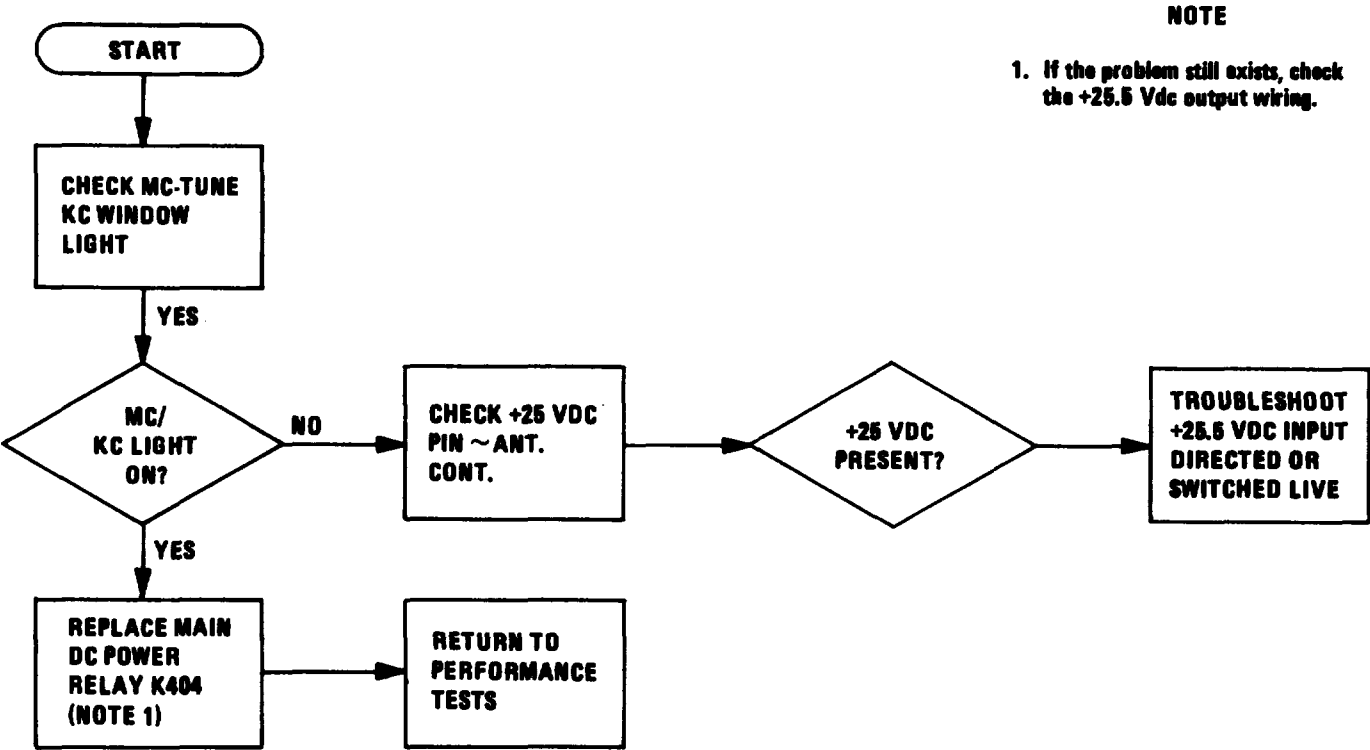 NOTE
1. If the problem still exists, check
the +25.5 Vdc output wiring.
START
CHECK MC-TUNE
KC WINDOW
LIGHT
YES
MC/
KC LIGHT
ON?
NO
CHECK +25 VDC
PIN ~ ANT.
CONT.
+25 VDC
PRESENT?
TROUBLESHOOT
+25.5 VDC INPUT
DIRECTED OR
SWITCHED LIVE
YES
REPLACE MAIN
DC POWER
RELAY K404
(NOTE 1)
RETURN TO
PERFORMANCE
TESTS